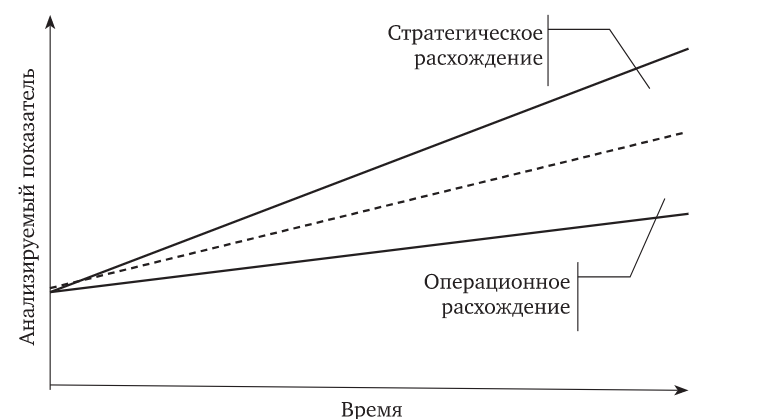 Стратегическое
расхождение
Анализируемый показатель
Операционное
расхождение
Время